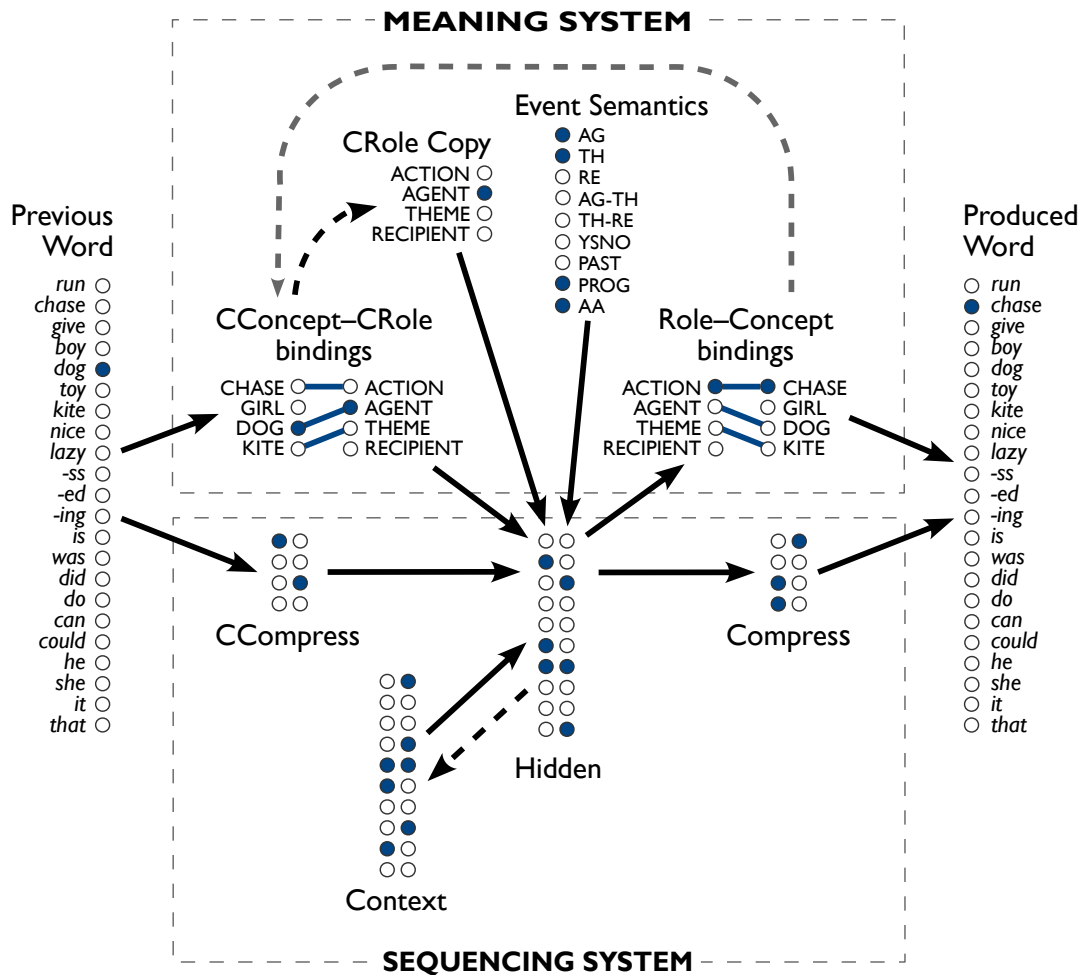 MEANING SYSTEM
Event Semantics
AG
TH
RE
AG-TH
TH-RE
YSNO
PAST
PROG
AA
CRole Copy
ACTION
AGENT
THEME
RECIPIENT
Previous
Word
run
chase
give
boy
dog
toy
kite
nice
lazy
-ss
-ed
-ing
is
was
did
do
can
could
he
she
it
that
CConcept–CRole
bindings
CHASE ACTION
GIRL AGENT
DOG THEME
KITE RECIPIENT
Role–Concept
bindings
ACTION CHASE
AGENT GIRL
THEME DOG
RECIPIENT KITE
Produced
Word
run
chase
give
boy
dog
toy
kite
nice
lazy
-ss
-ed
-ing
is
was
did
do
can
could
he
she
it
that
CCompress
Compress
Hidden
Context
SEQUENCING SYSTEM